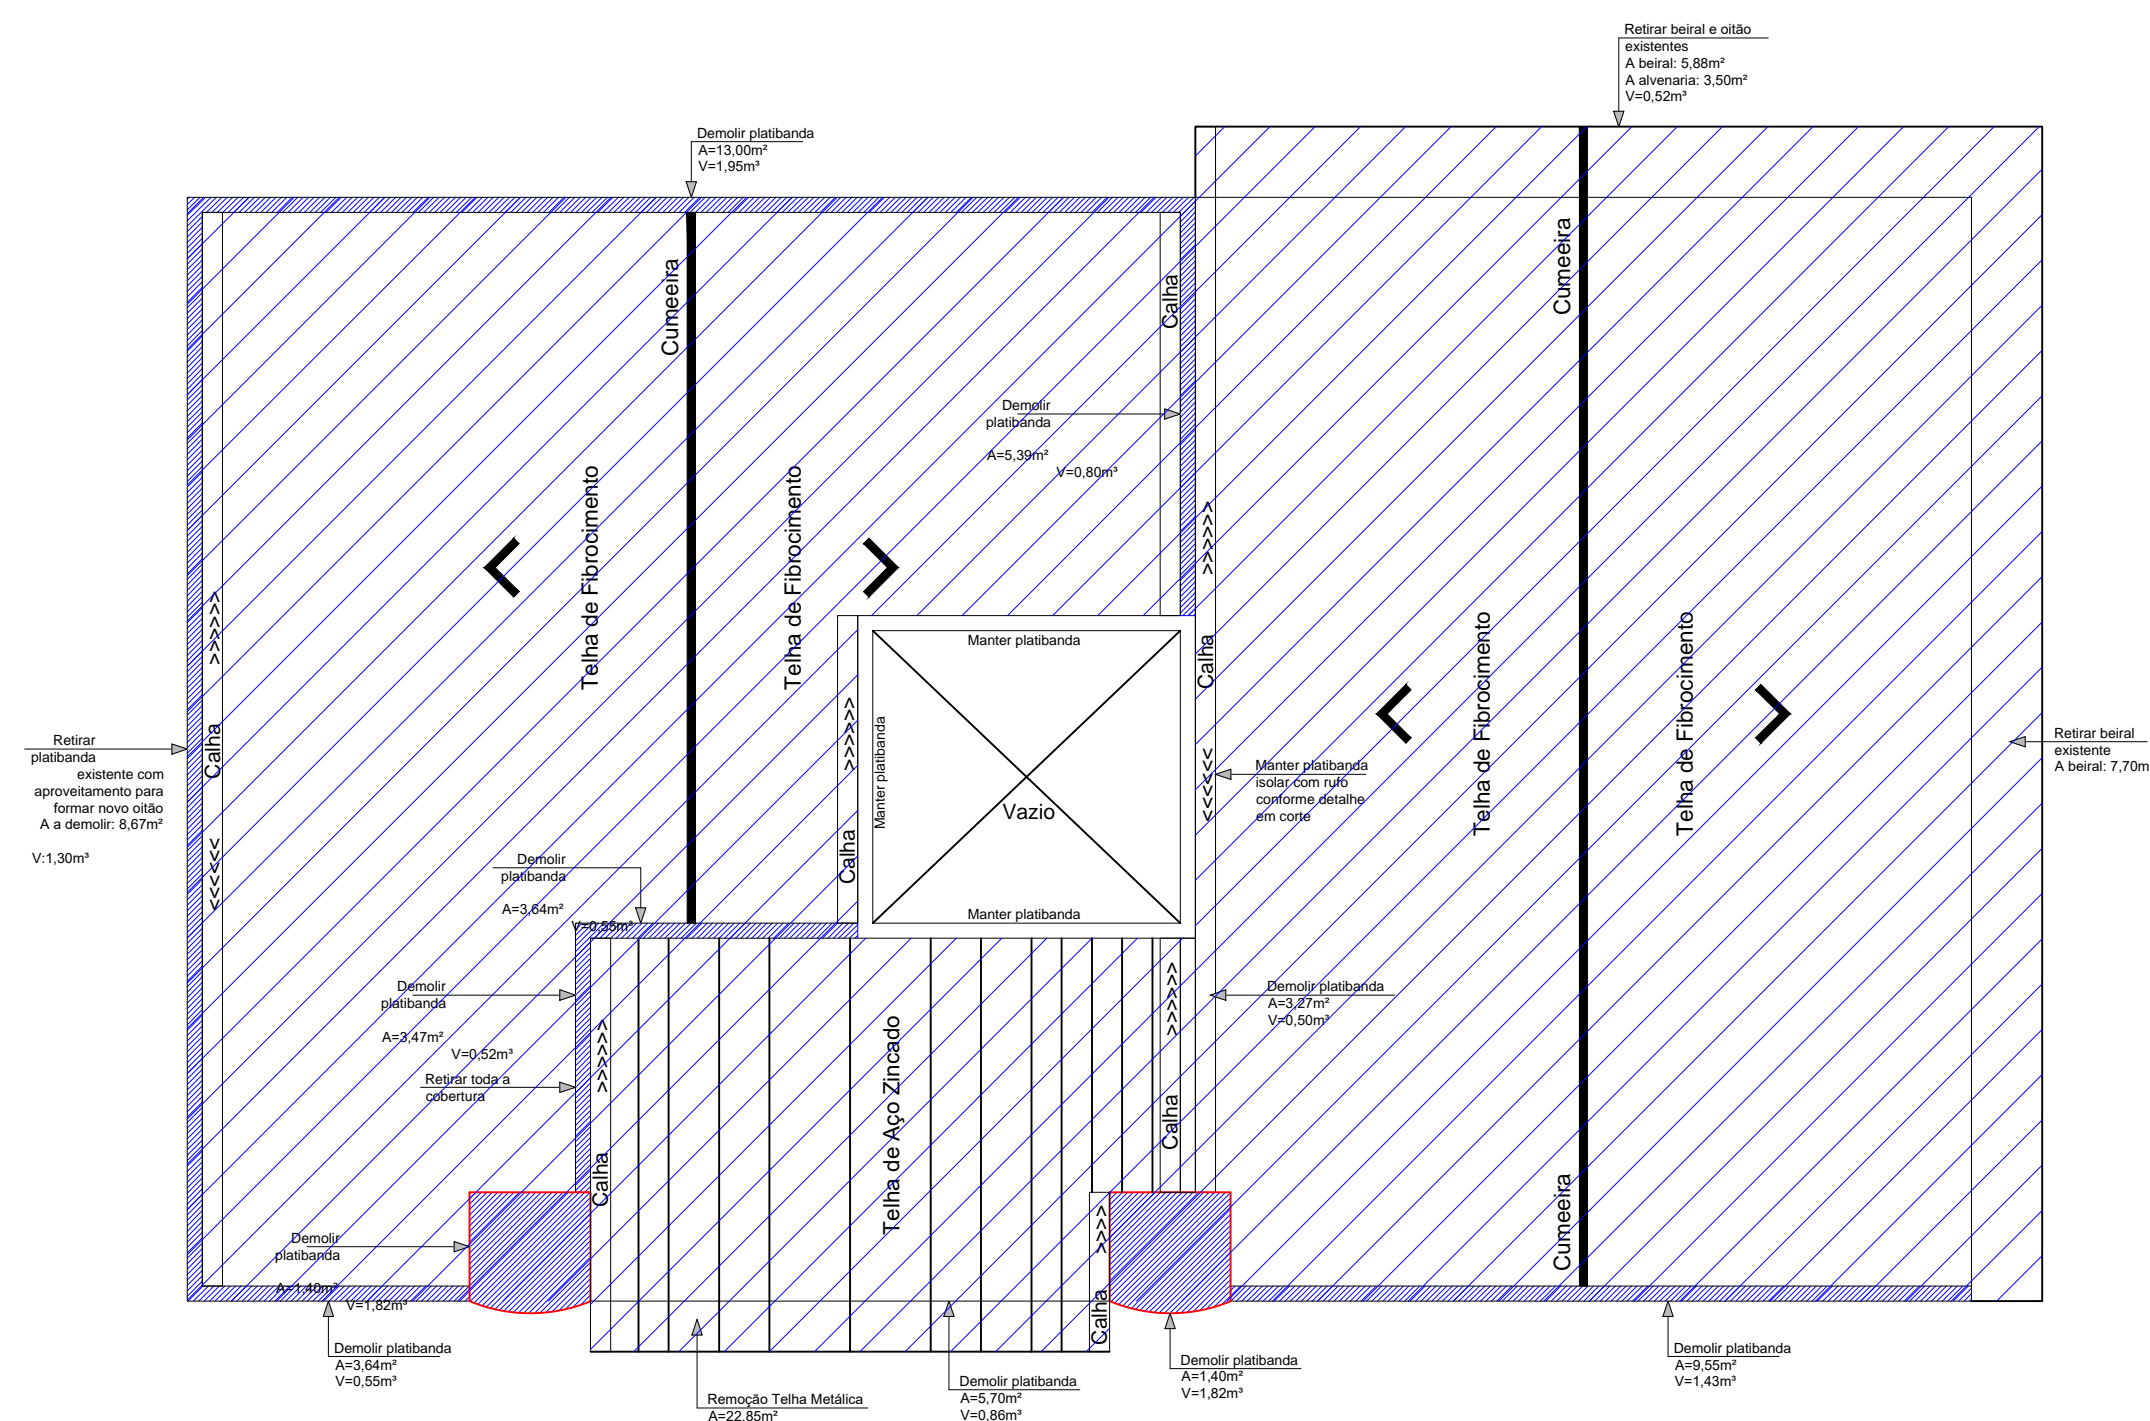 Retirar beiral e oitão
existentes
A beiral: 5,88m²
A alvenaria: 3,50m²
V=0,52m³
Demolir platibanda
A=13,00m²
V=1,95m³
Cumeeira
Calha
Cumeeira
Demolir
platibanda
A=5,39m²
V=0,80m³
Telha de Fibrocimento
Telha de Fibrocimento
>>>>>>
>>>>>>
Manter platibanda
Calha
Telha de Fibrocimento
Telha de Fibrocimento
Retirar
platibanda
existente com
aproveitamento para
formar novo oitão
A a demolir: 8,67m²
V:1,30m³
Calha
<<<<<<
>>>>>>
Manter platibanda
Calha
Vazio
<<<<<<
Manter platibanda
isolar com rufo
conforme detalhe
em corte
Retirar beiral
existente
A beiral: 7,70m
Demolir
platibanda
A=3,64m²
V=0,55m³
Manter platibanda
Demolir
platibanda
A=3,47m²
V=0,52m³
Retirar toda a
cobertura
>>>>>>
Calha
Telha de Aço Zincado
>>>>>>
Calha
Demolir platibanda
A=3,27m²
V=0,50m³
Cumeeira
Demolir
platibanda
A=1,40m²
V=1,82m³
>>>>
Calha
Demolir platibanda
A=3,64m²
V=0,55m³
Remoção Telha Metálica
A=22,85m²
Demolir platibanda
A=5,70m²
V=0,86m³
Demolir platibanda
A=1,40m²
V=1,82m³
Demolir platibanda
A=9,55m²
V=1,43m³